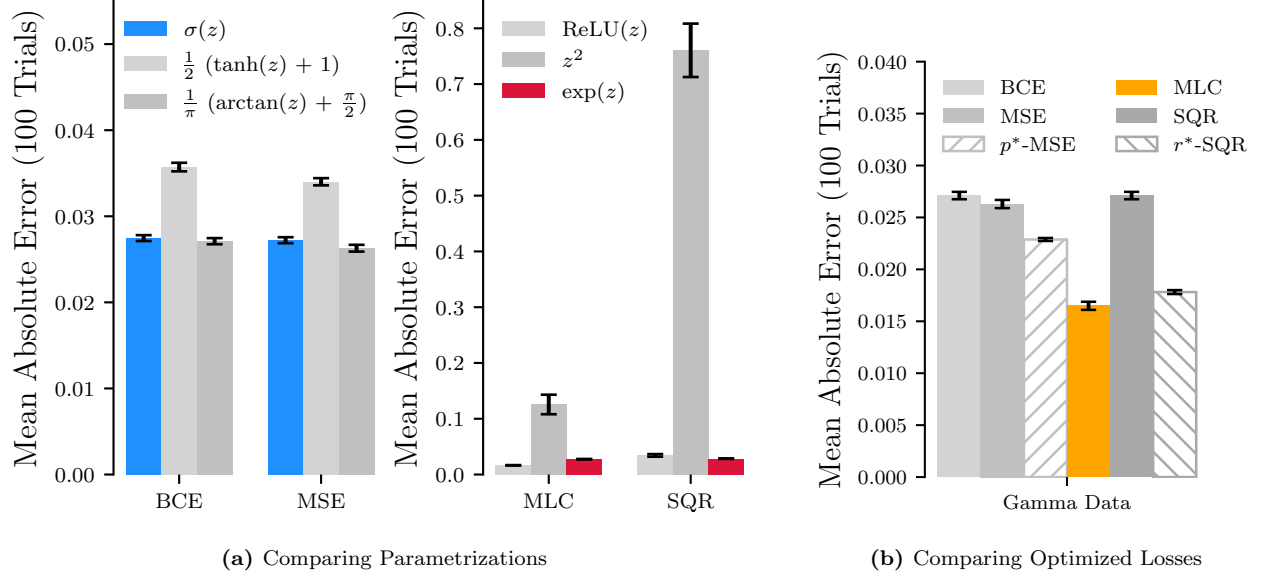 Mean Absolute Error (100 Trials)
0.05
0.04
0.03
0.02
0.01
0.00
σ(z)
1/2 (tanh(z) + 1)
1/π (arctan(z) + π/2)
BCE
MSE
Mean Absolute Error (100 Trials)
0.8
0.7
0.6
0.5
0.4
0.3
0.2
0.1
0.0
ReLU(z)
z²
exp(z)
MLC
SQR
(a) Comparing Parametrizations
Mean Absolute Error (100 Trials)
0.040
0.035
0.030
0.025
0.020
0.015
0.010
0.005
0.000
BCE
MSE
p*-MSE
MLC
SQR
r*-SQR
Gamma Data
(b) Comparing Optimized Losses